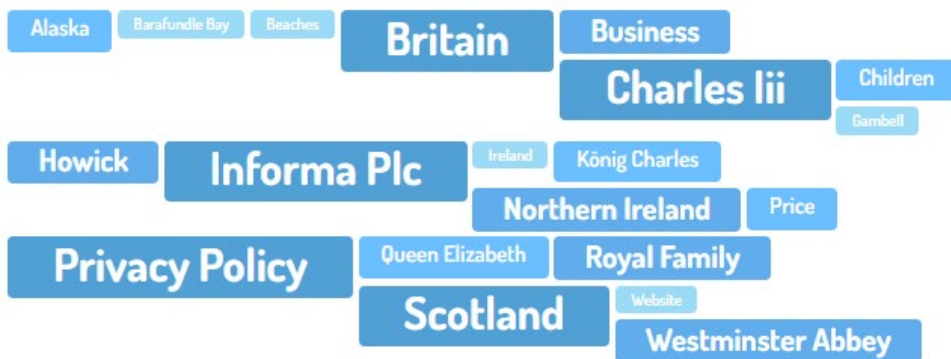 Alaska Barafundle Bay Beaches Britain Business
Charles Iii Children
Gambell
Howick Informa Plc Ireland König Charles
Northern Ireland Price
Privacy Policy Queen Elizabeth Royal Family
Scotland Website
Westminster Abbey